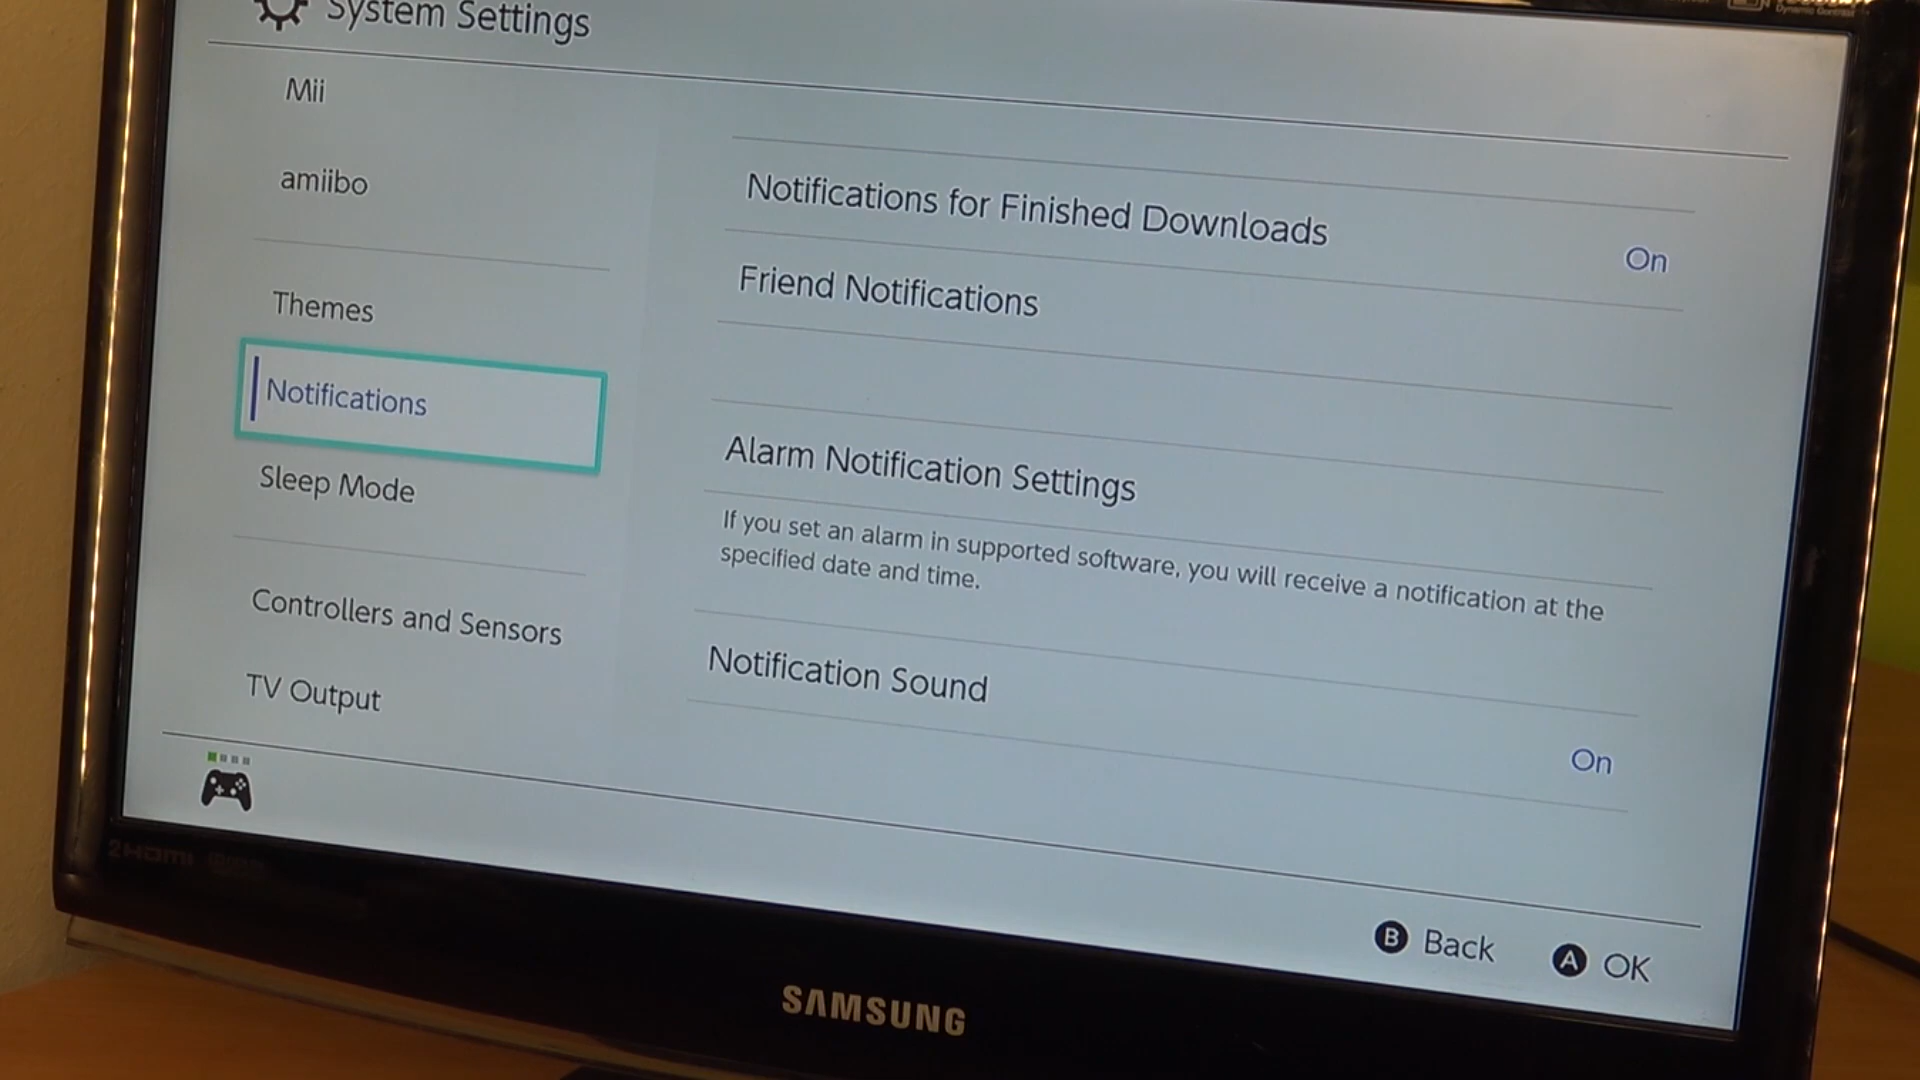 System Settings
Mii
amiibo
Themes
Notifications
Sleep Mode
Controllers and Sensors
TV Output
Notifications for Finished Downloads
On
Friend Notifications
Alarm Notification Settings
If you set an alarm in supported software, you will receive a notification at the
specified date and time.
Notification Sound
On
B Back
A OK
2HDMI
SAMSUNG